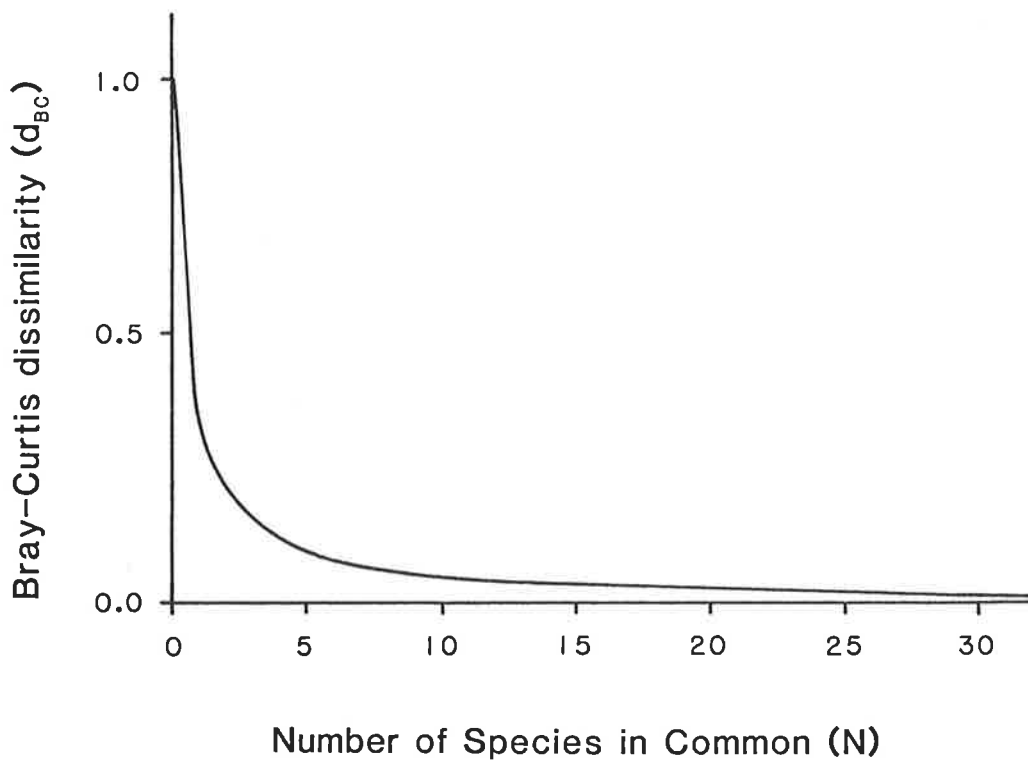 Bray-Curtis dissimilarity (d_BC)
1.0
0.5
0.0
0 5 10 15 20 25 30
Number of Species in Common (N)